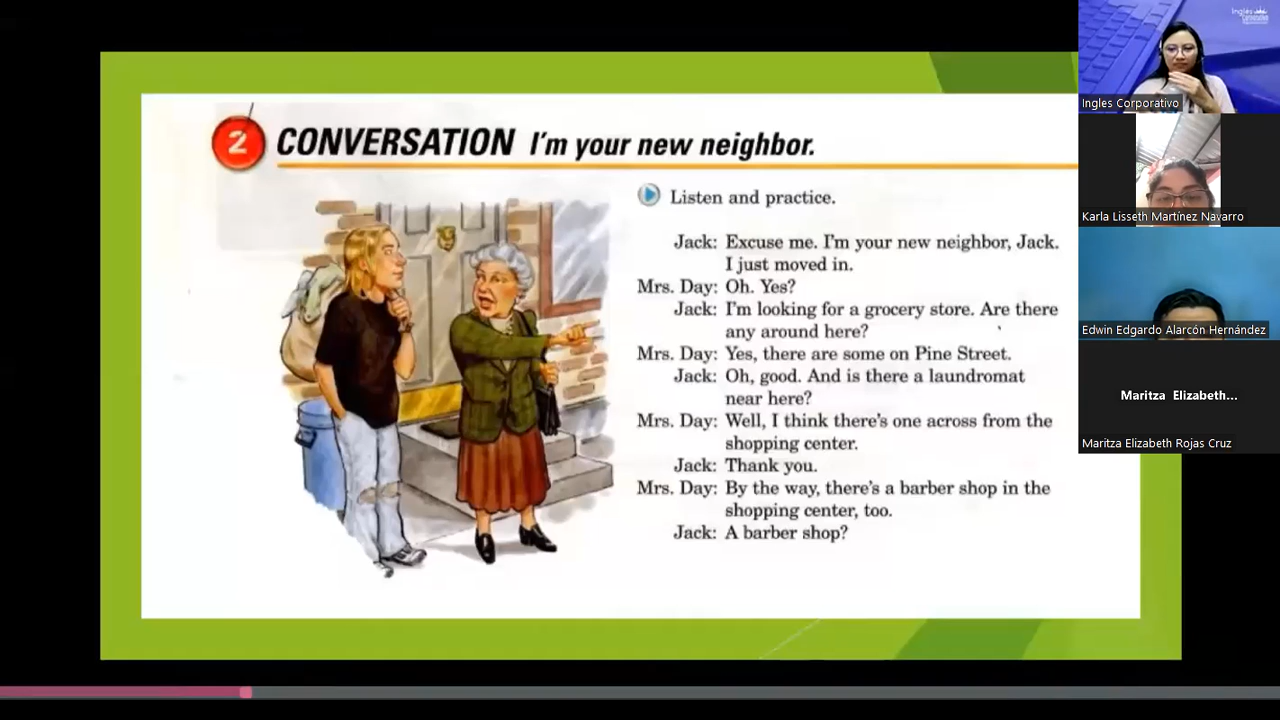 2 CONVERSATION I'm your new neighbor.
Listen and practice.
Jack: Excuse me. I'm your new neighbor, Jack.
I just moved in.
Mrs. Day: Oh. Yes?
Jack: I'm looking for a grocery store. Are there
any around here?
Mrs. Day: Yes, there are some on Pine Street.
Jack: Oh, good. And is there a laundromat
near here?
Mrs. Day: Well, I think there's one across from the
shopping center.
Jack: Thank you.
Mrs. Day: By the way, there's a barber shop in the
shopping center, too.
Jack: A barber shop?
Inglés
Corporativo
Ingles Corporativo
Karla Lisseth Martínez Navarro
Edwin Edgardo Alarcón Hernández
Maritza Elizabeth...
Maritza Elizabeth Rojas Cruz